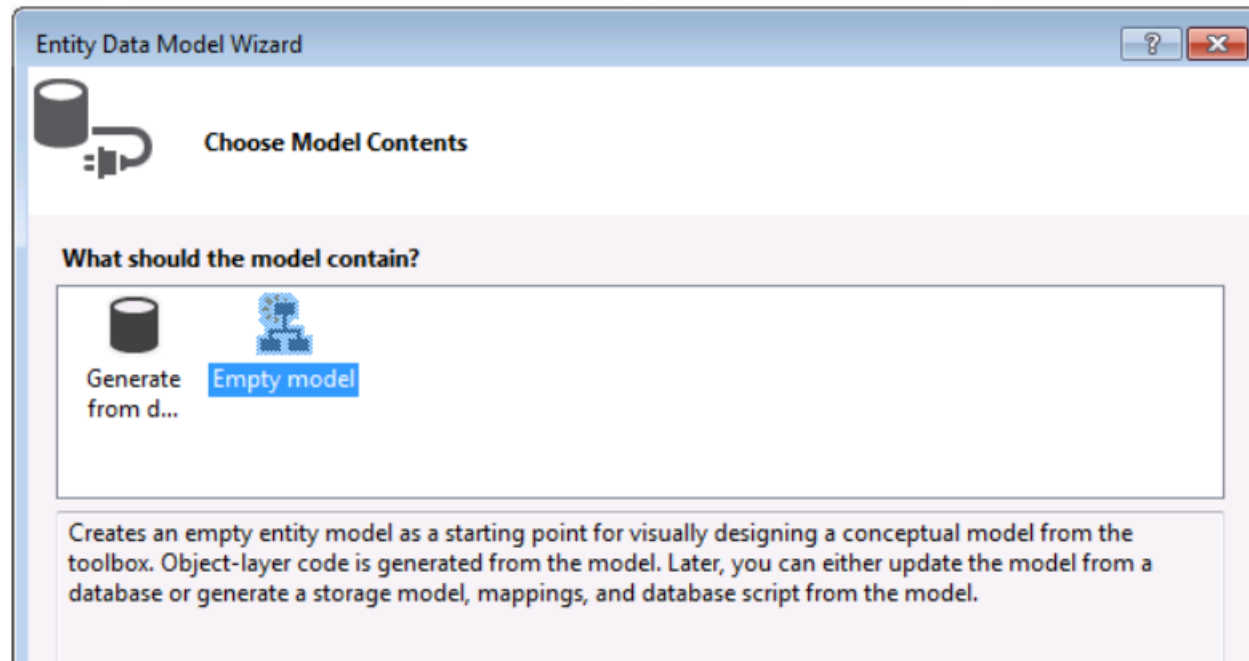 Entity Data Model Wizard
Choose Model Contents
What should the model contain?
Generate
from d...
Empty model
Creates an empty entity model as a starting point for visually designing a conceptual model from the
toolbox. Object-layer code is generated from the model. Later, you can either update the model from a
database or generate a storage model, mappings, and database script from the model.